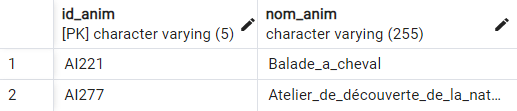 id_anim nom_anim
[PK] character varying (5) character varying (255)
1 AI221 Balade_a_cheval
2 AI277 Atelier_de_découverte_de_la_nat...